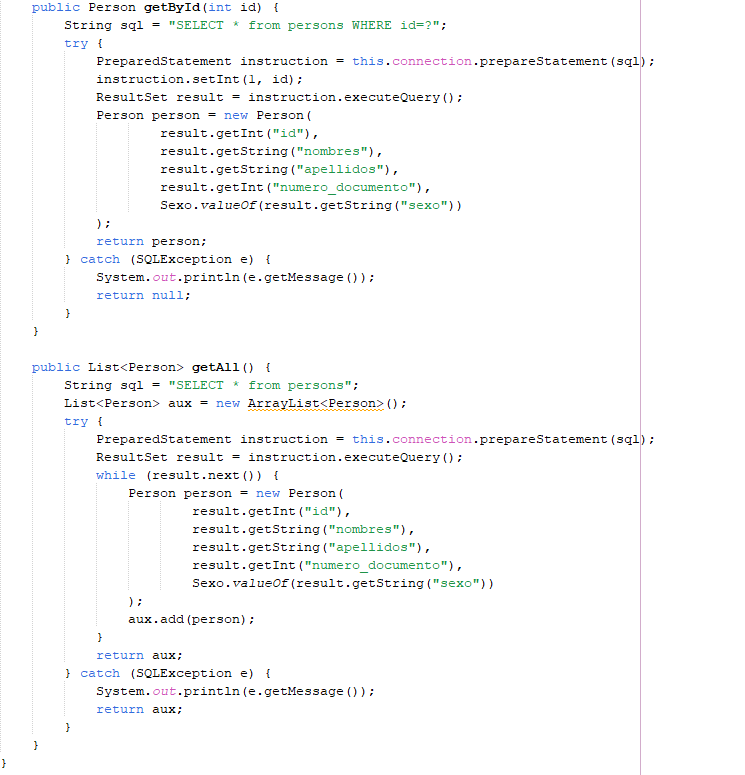 public Person getById(int id) {
String sql = "SELECT * from persons WHERE id=?";
try {
PreparedStatement instruction = this.connection.prepareStatement(sql);
instruction.setInt(1, id);
ResultSet result = instruction.executeQuery();
Person person = new Person(
result.getInt("id"),
result.getString("nombres"),
result.getString("apellidos"),
result.getInt("numero_documento"),
Sexo.valueOf(result.getString("sexo"))
);
return person;
} catch (SQLException e) {
System.out.println(e.getMessage());
return null;
}
}
public List<Person> getAll() {
String sql = "SELECT * from persons";
List<Person> aux = new ArrayList<Person>();
try {
PreparedStatement instruction = this.connection.prepareStatement(sql);
ResultSet result = instruction.executeQuery();
while (result.next()) {
Person person = new Person(
result.getInt("id"),
result.getString("nombres"),
result.getString("apellidos"),
result.getInt("numero_documento"),
Sexo.valueOf(result.getString("sexo"))
);
aux.add(person);
}
return aux;
} catch (SQLException e) {
System.out.println(e.getMessage());
return aux;
}
}
}